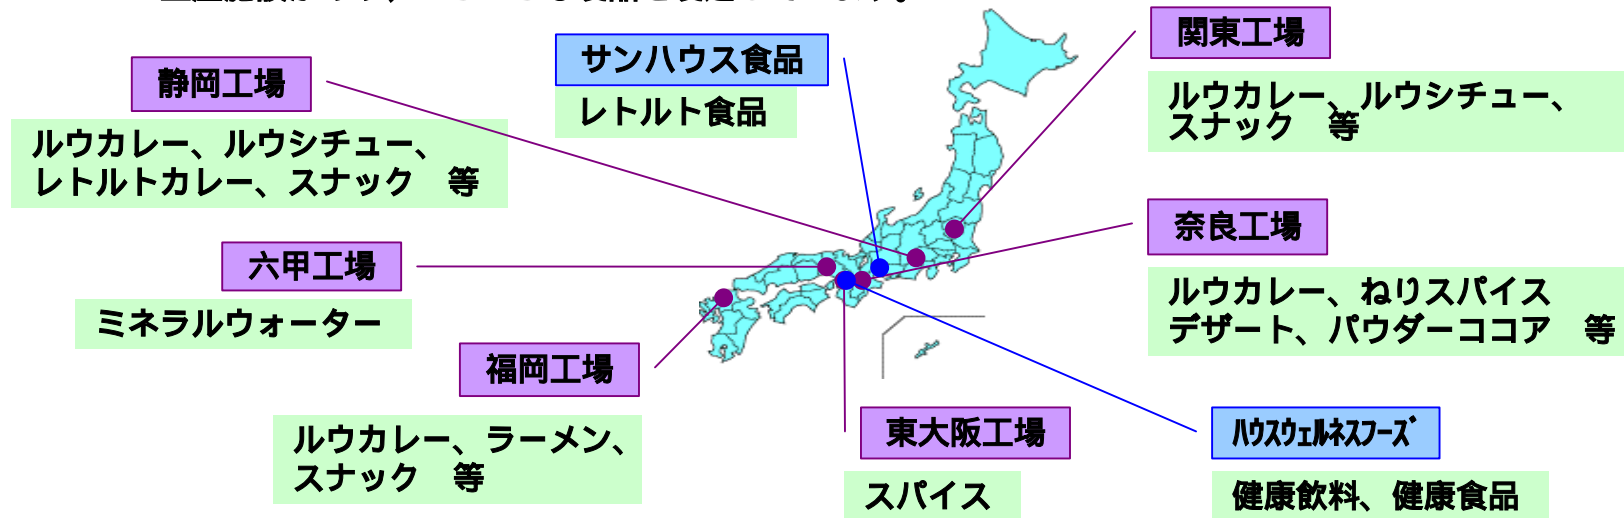 関東工場
ルウカレー、ルウシチュー、
スナック　等
サンハウス食品
レトルト食品
静岡工場
ルウカレー、ルウシチュー、
レトルトカレー、スナック　等
奈良工場
ルウカレー、ねりスパイス
デザート、パウダーココア　等
六甲工場
ミネラルウォーター
福岡工場
ルウカレー、ラーメン、
スナック　等
東大阪工場
スパイス
ﾊｳｽｳｪﾙﾈｽﾌｰｽﾞ
健康飲料、健康食品